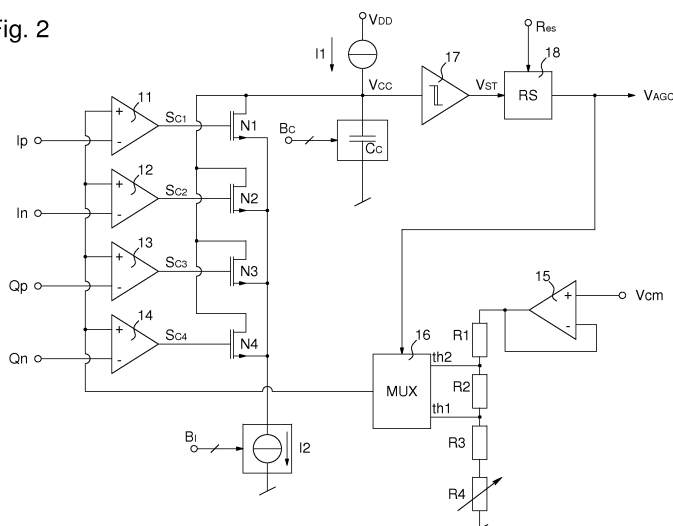 Fig. 2
VDD
I1
17
Res
18
VCC
VST
RS
VAGC
11
+
-
Ip
SC1
N1
BC
CC
12
+
-
In
SC2
N2
13
+
-
Qp
SC3
N3
14
+
-
Qn
SC4
N4
15
+
-
Vcm
R1
16
MUX
th2
R2
th1
R3
R4
BI
I2